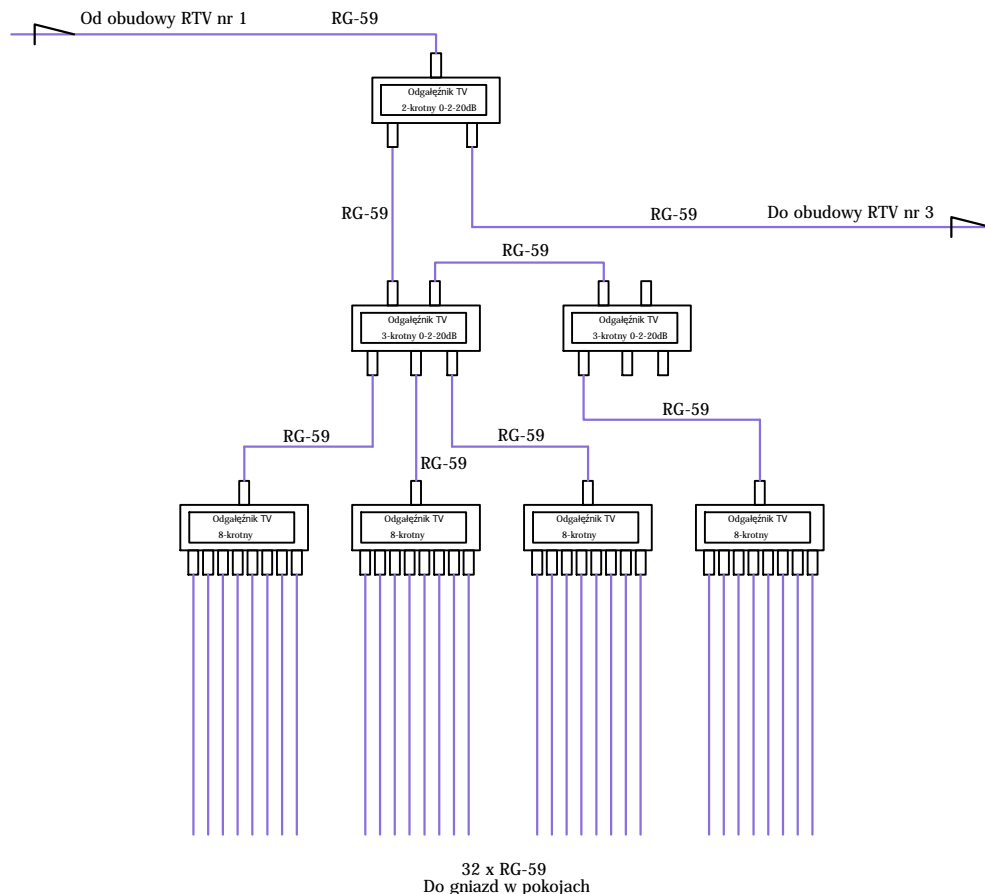 Od obudowy RTV nr 1
RG-59
Odgałęźnik TV
2-krotny 0-2-20dB
RG-59
RG-59
Do obudowy RTV nr 3
RG-59
Odgałęźnik TV
3-krotny 0-2-20dB
Odgałęźnik TV
3-krotny 0-2-20dB
RG-59
RG-59
RG-59
RG-59
Odgałęźnik TV
8-krotny
Odgałęźnik TV
8-krotny
Odgałęźnik TV
8-krotny
Odgałęźnik TV
8-krotny
32 x RG-59
Do gniazd w pokojach